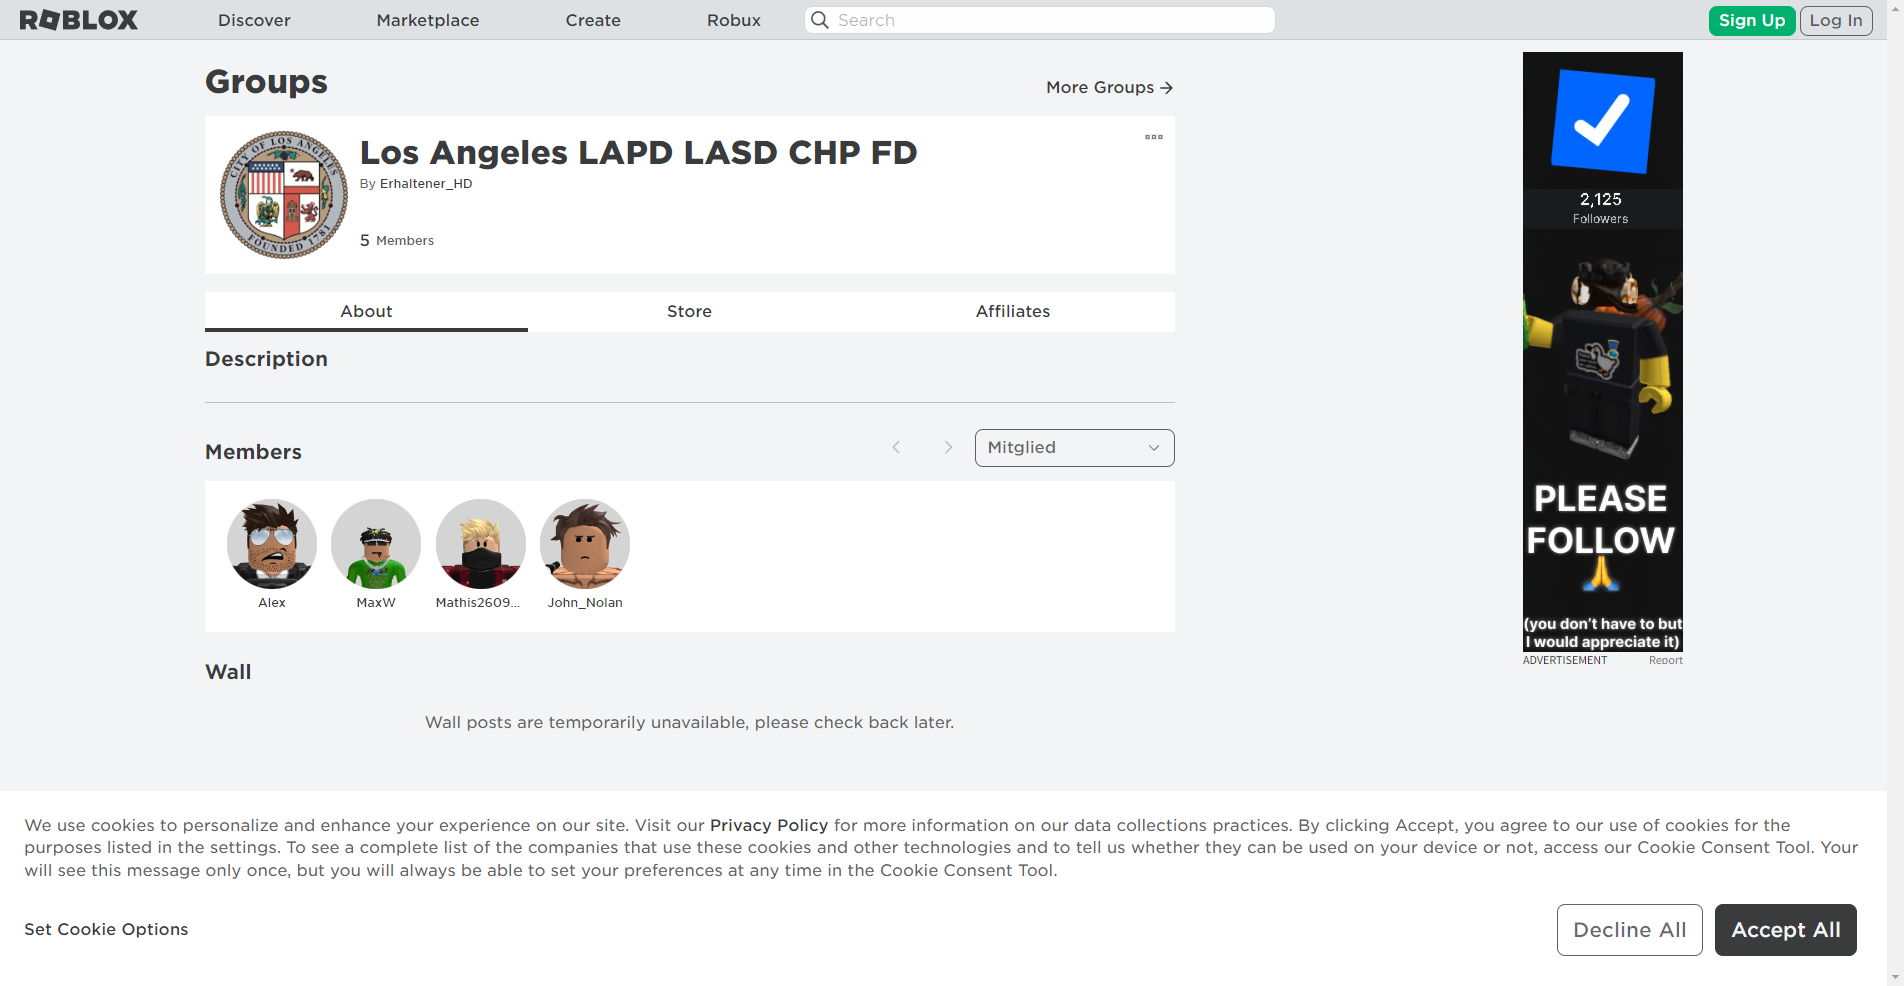 ROBLOX
Discover
Marketplace
Create
Robux
Search
Sign Up
Log In
Groups
More Groups
CITY OF LOS ANGELES
FOUNDED 1781
Los Angeles LAPD LASD CHP FD
By Erhaltener_HD
5 Members
About
Store
Affiliates
Description
Members
Mitglied
Alex
MaxW
Mathis2609...
John_Nolan
Wall
Wall posts are temporarily unavailable, please check back later.
2,125
Followers
PLEASE
FOLLOW
(you don't have to but
I would appreciate it)
ADVERTISEMENT
Report
We use cookies to personalize and enhance your experience on our site. Visit our Privacy Policy for more information on our data collections practices. By clicking Accept, you agree to our use of cookies for the
purposes listed in the settings. To see a complete list of the companies that use these cookies and other technologies and to tell us whether they can be used on your device or not, access our Cookie Consent Tool. Your
will see this message only once, but you will always be able to set your preferences at any time in the Cookie Consent Tool.
Set Cookie Options
Decline All
Accept All